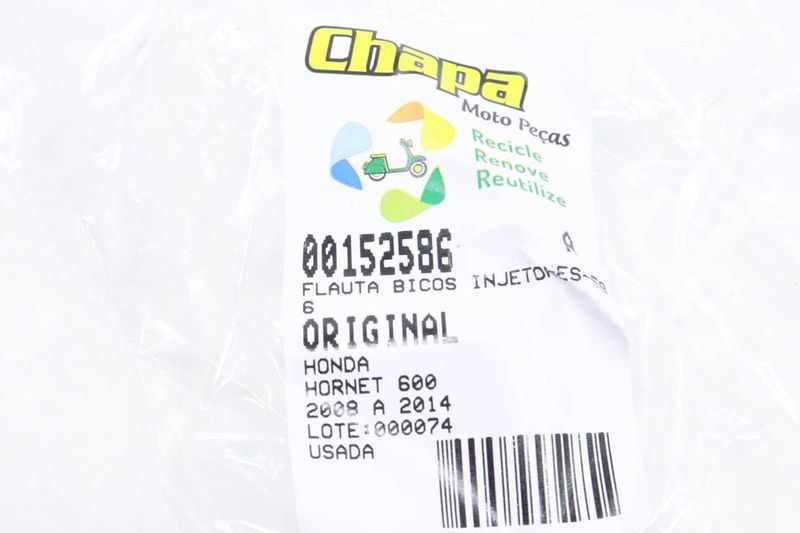 Chapa
Moto Peças
Recicle
Renove
Reutilize
00152586 A
FLAUTA BICOS INJETORES-
6
ORIGINAL
HONDA
HORNET 600
2008 A 2014
LOTE:000074
USADA